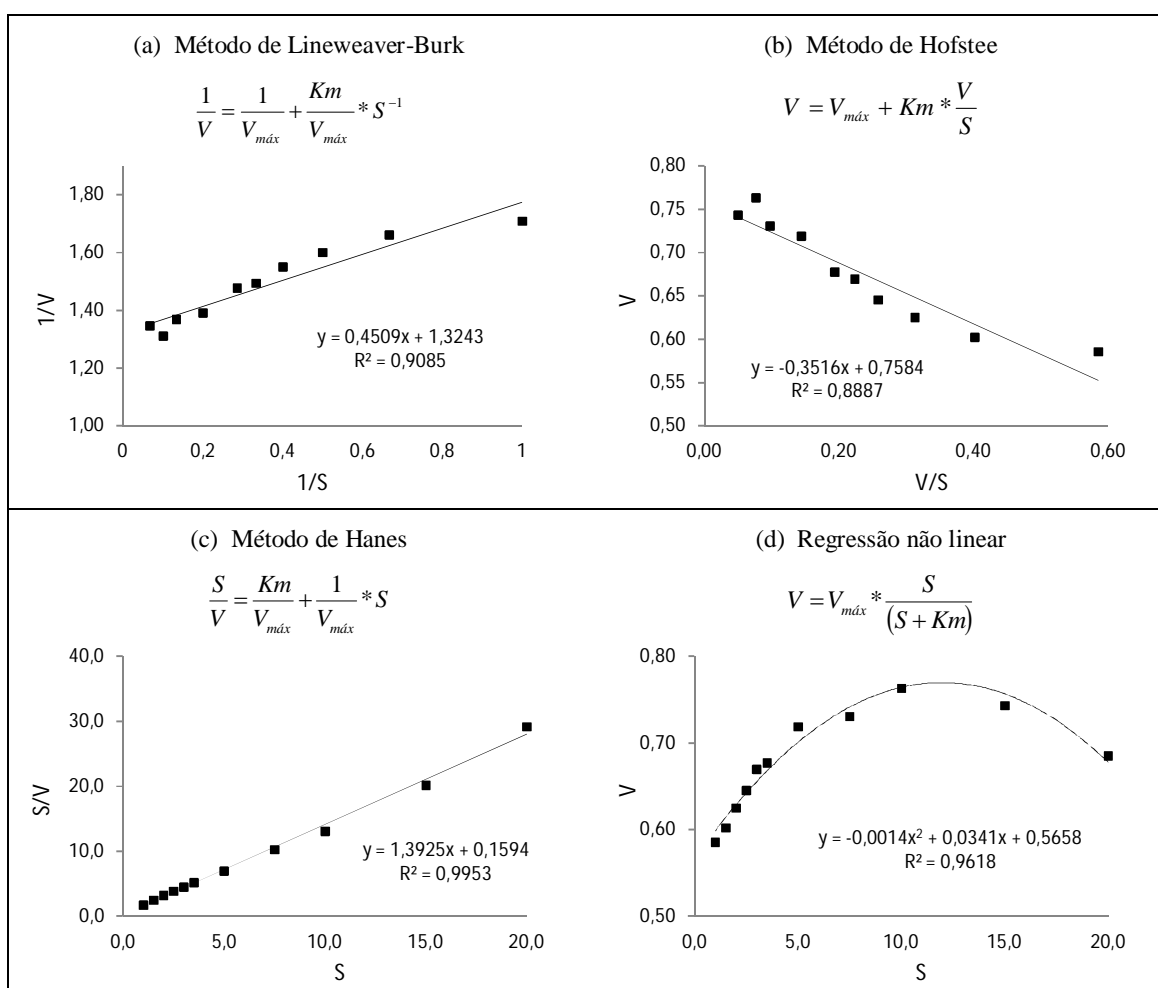 (a) Método de Lineweaver-Burk
1/V = 1/Vmáx + Km/Vmáx * S⁻¹
1,80
1,60
1,40
1,20
1,00
1/V
y = 0,4509x + 1,3243
R² = 0,9085
0 0,2 0,4 0,6 0,8 1
1/S
(b) Método de Hofstee
V = Vmáx + Km * V/S
0,80
0,75
0,70
0,65
0,60
0,55
0,50
V
y = -0,3516x + 0,7584
R² = 0,8887
0,00 0,20 0,40 0,60
V/S
(c) Método de Hanes
S/V = Km/Vmáx + 1/Vmáx * S
40,0
30,0
20,0
10,0
0,0
S/V
y = 1,3925x + 0,1594
R² = 0,9953
0,0 5,0 10,0 15,0 20,0
S
(d) Regressão não linear
V = Vmáx * S/(S + Km)
0,80
0,70
0,60
0,50
V
y = -0,0014x² + 0,0341x + 0,5658
R² = 0,9618
0,0 5,0 10,0 15,0 20,0
S